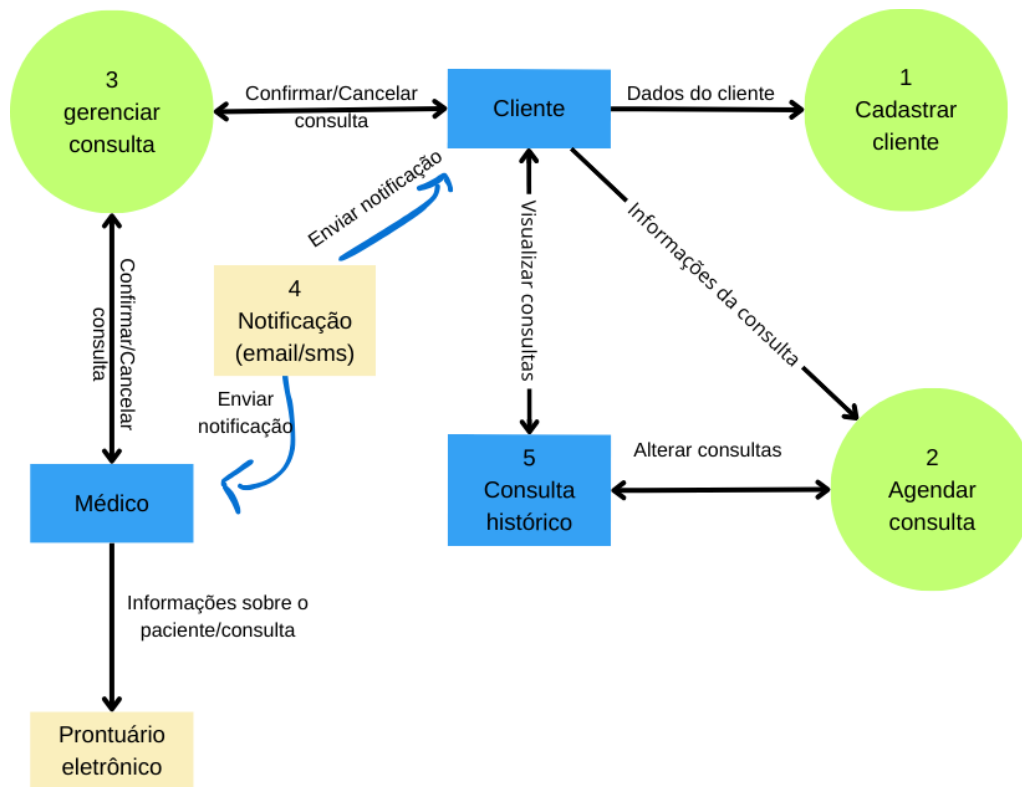 3
gerenciar
consulta
Confirmar/Cancelar
consulta
Cliente
Dados do cliente
1
Cadastrar
cliente
Enviar notificação
Visualizar consultas
Informações da consulta
Confirmar/Cancelar
consulta
4
Notificação
(email/sms)
Enviar
notificação
Médico
5
Consulta
histórico
Alterar consultas
2
Agendar
consulta
Informações sobre o
paciente/consulta
Prontuário
eletrônico